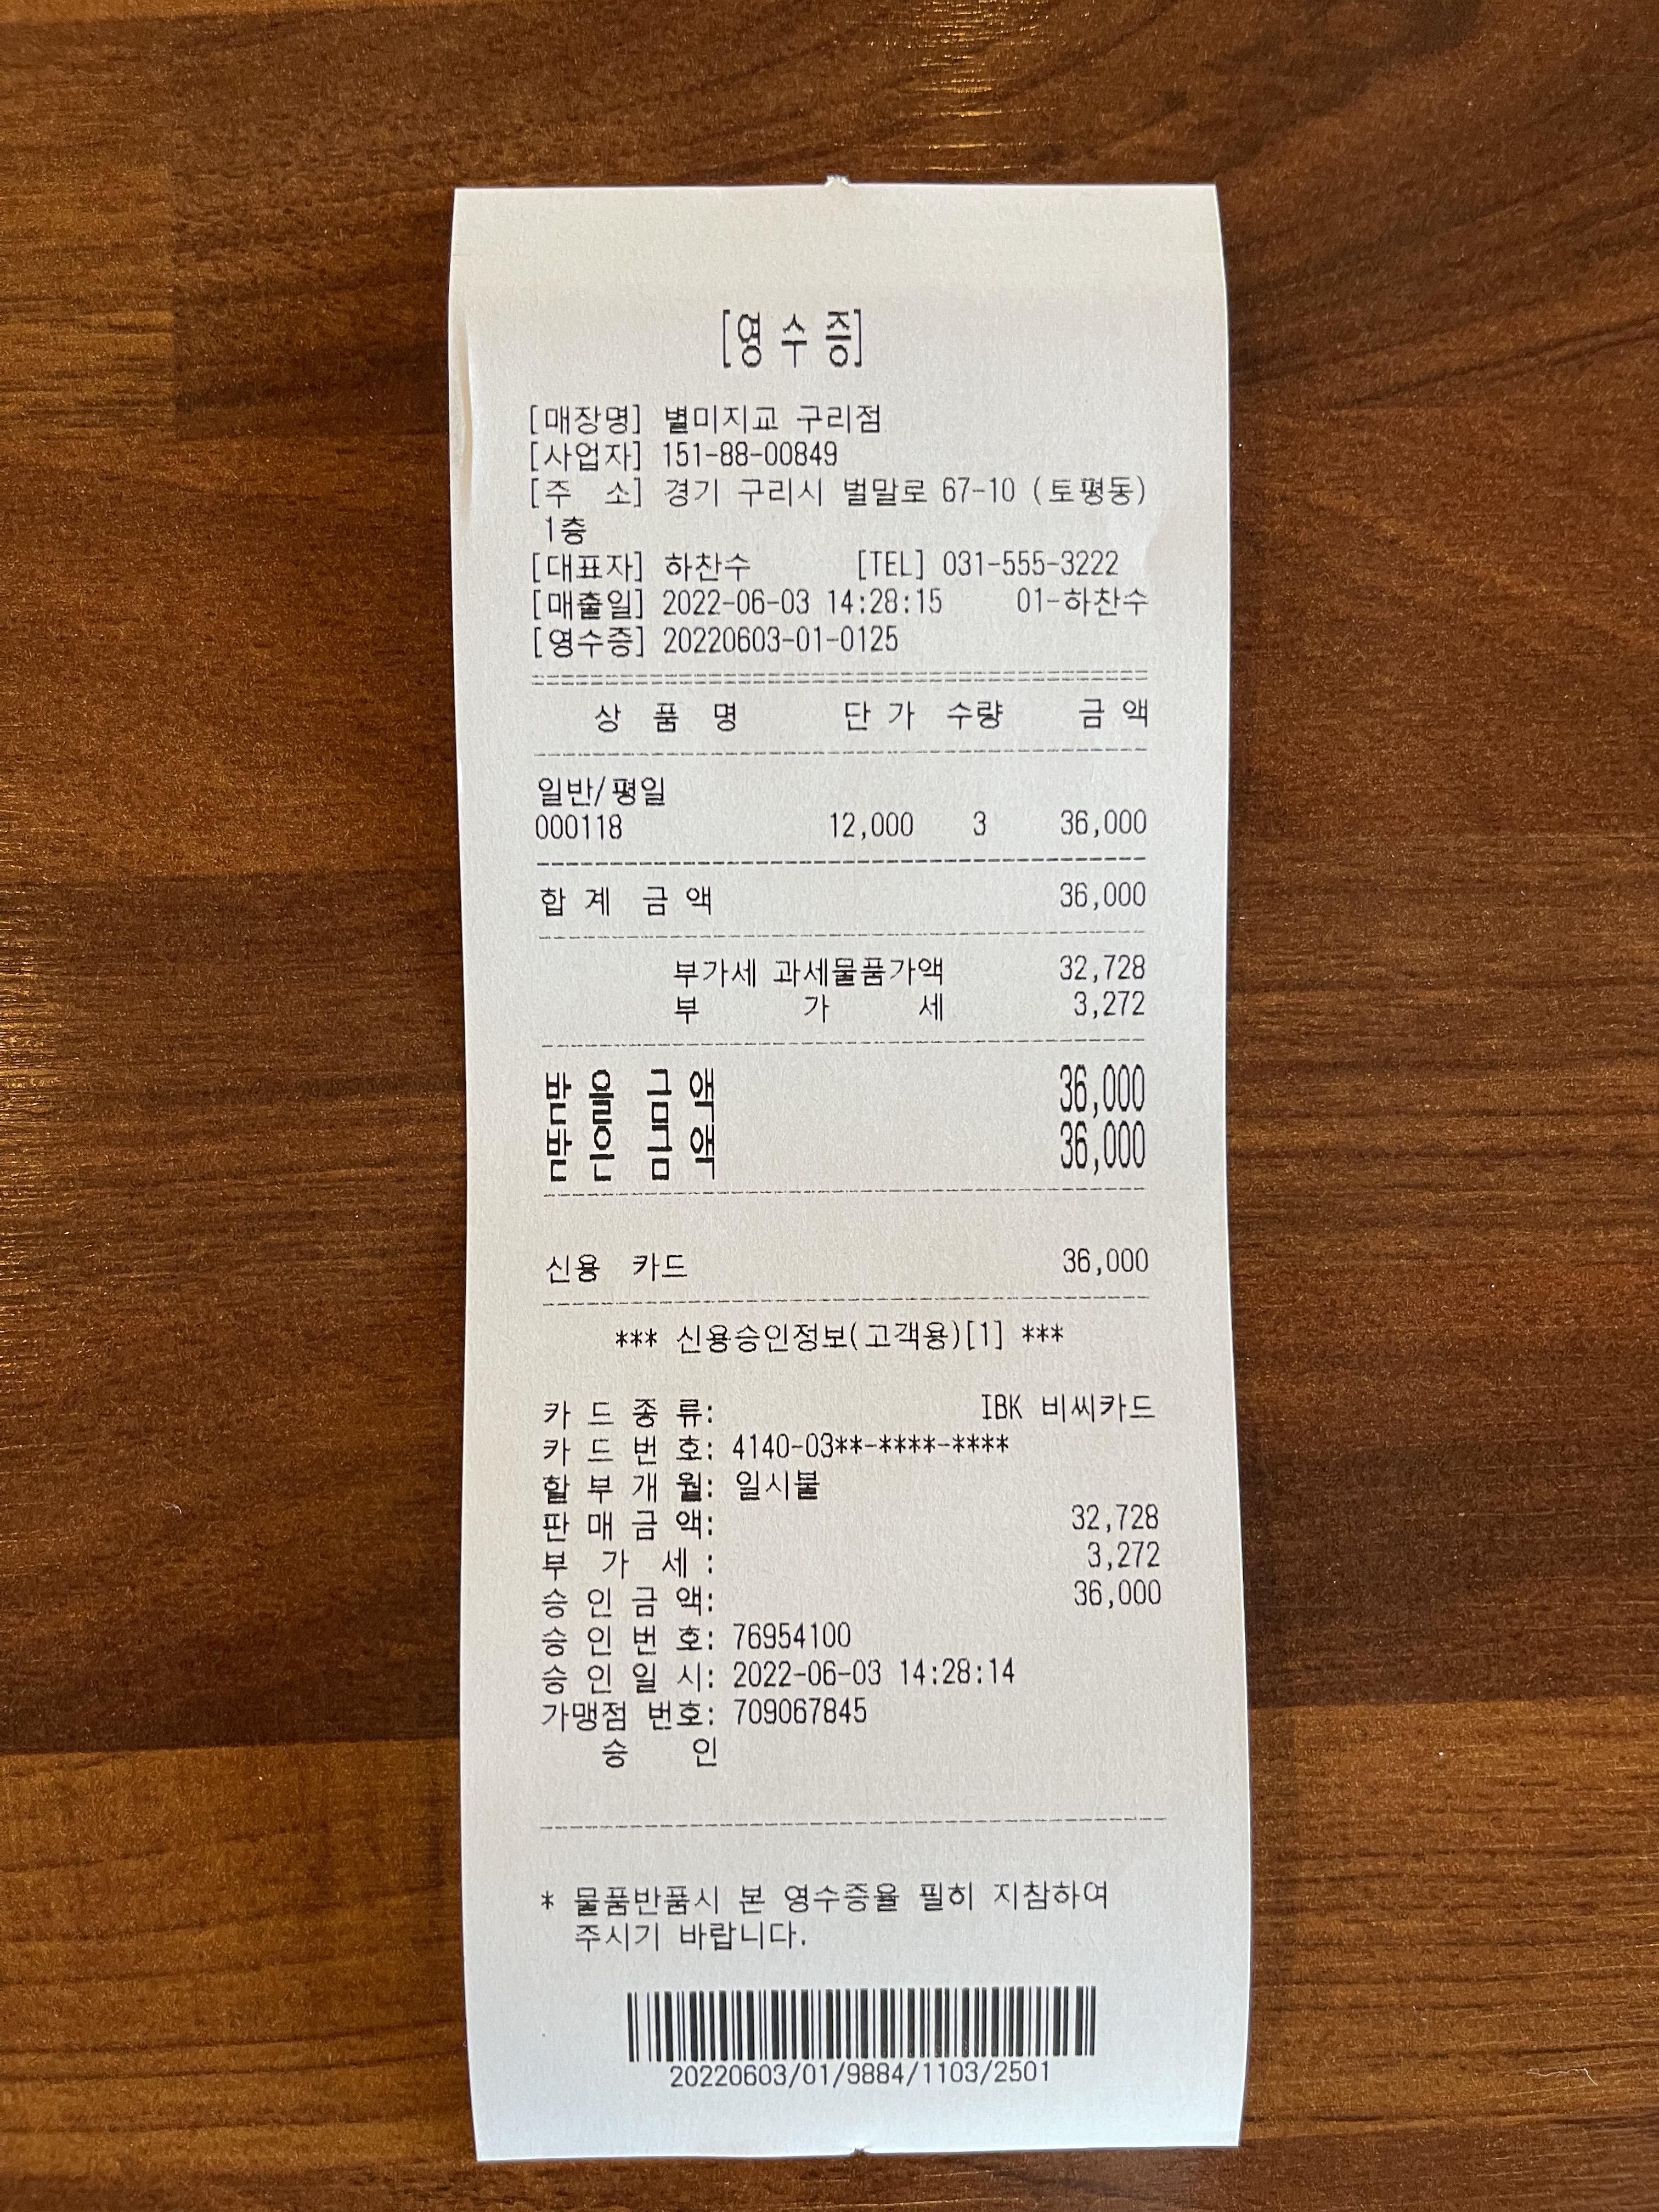 [영 수 증]
[매장명] 별미지교 구리점
[사업자] 151-88-00849
[주 소] 경기 구리시 벌말로 67-10 (토평동)
1층
[대표자] 하찬수 [TEL] 031-555-3222
[매출일] 2022-06-03 14:28:15 01-하찬수
[영수증] 20220603-01-0125
상 품 명 단 가 수량 금 액
일반/평일
000118 12,000 3 36,000
합 계 금 액 36,000
부가세 과세물품가액 32,728
부 가 세 3,272
받 을 금 액 36,000
받 은 금 액 36,000
신용 카드 36,000
*** 신용승인정보(고객용)[1] ***
카 드 종 류: IBK 비씨카드
카 드 번 호: 4140-03**-****-****
할 부 개 월: 일시불
판 매 금 액: 32,728
부 가 세 : 3,272
승 인 금 액: 36,000
승 인 번 호: 76954100
승 인 일 시: 2022-06-03 14:28:14
가맹점 번호: 709067845
승 인
* 물품반품시 본 영수증을 필히 지참하여
주시기 바랍니다.
20220603/01/9884/1103/2501